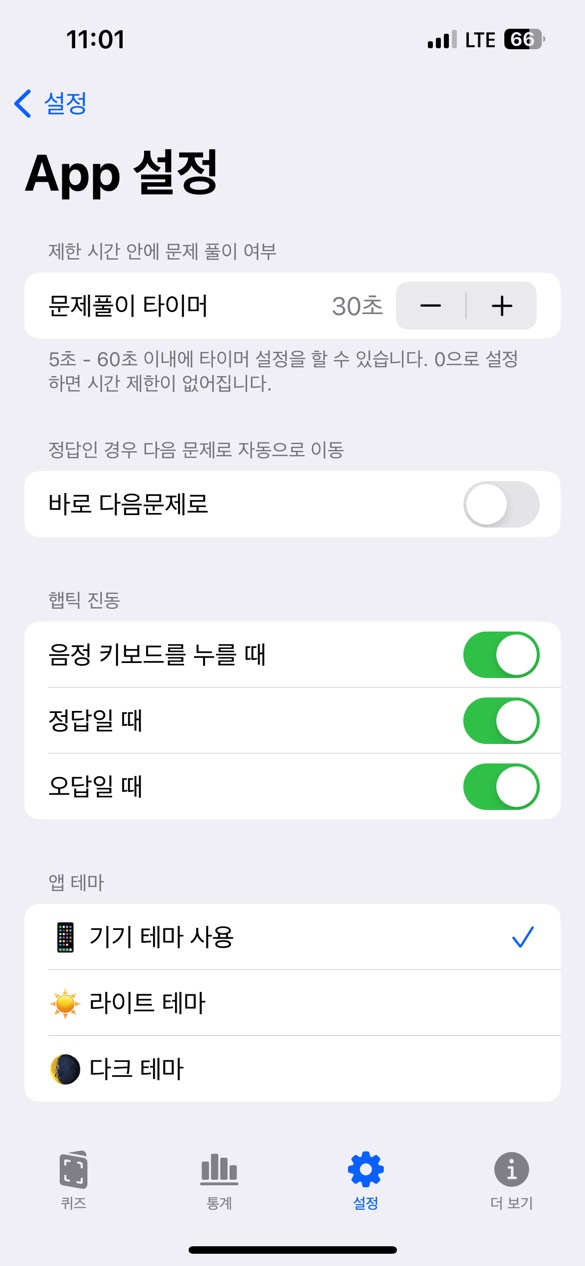 11:01
LTE 66
설정
App 설정
제한 시간 안에 문제 풀이 여부
문제풀이 타이머 30초 − +
5초 - 60초 이내에 타이머 설정을 할 수 있습니다. 0으로 설정
하면 시간 제한이 없어집니다.
정답인 경우 다음 문제로 자동으로 이동
바로 다음문제로
햅틱 진동
음정 키보드를 누를 때
정답일 때
오답일 때
앱 테마
기기 테마 사용
라이트 테마
다크 테마
퀴즈 통계 설정 더 보기